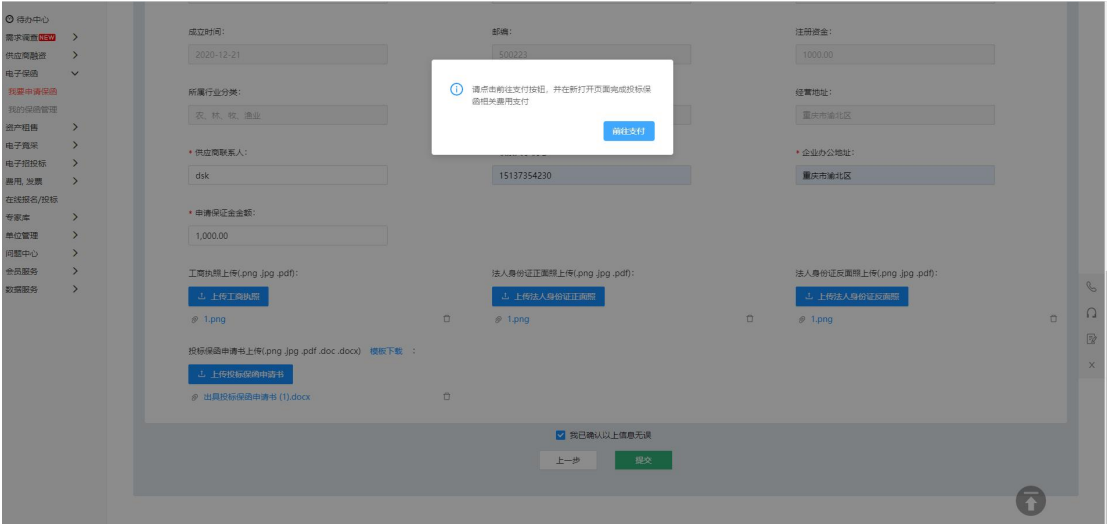 待办中心
需求调查NEW
供应商融资
电子保函
我要申请保函
我的保函管理
资产租售
电子竞采
电子招投标
费用, 发票
在线报名/投标
专家库
单位管理
问题中心
会员服务
数据服务
成立时间：
邮编：
注册资金：
2020-12-21
500223
1000.00
请点击前往支付按钮，并在新打开页面完成投标保
函相关费用支付
前往支付
所属行业分类：
经营地址：
农、林、牧、渔业
重庆市渝北区
* 供应商联系人：
* 企业办公地址：
dsk
15137354230
重庆市渝北区
* 申请保证金金额：
1,000.00
工商执照上传(.png .jpg .pdf)：
法人身份证正面照上传(.png .jpg .pdf)：
法人身份证反面照上传(.png .jpg .pdf)：
上传工商执照
上传法人身份证正面照
上传法人身份证反面照
1.png
1.png
1.png
投标保函申请书上传(.png .jpg .pdf .doc .docx) 模板下载 ：
上传投标保函申请书
出具投标保函申请书 (1).docx
我已确认以上信息无误
上一步
提交